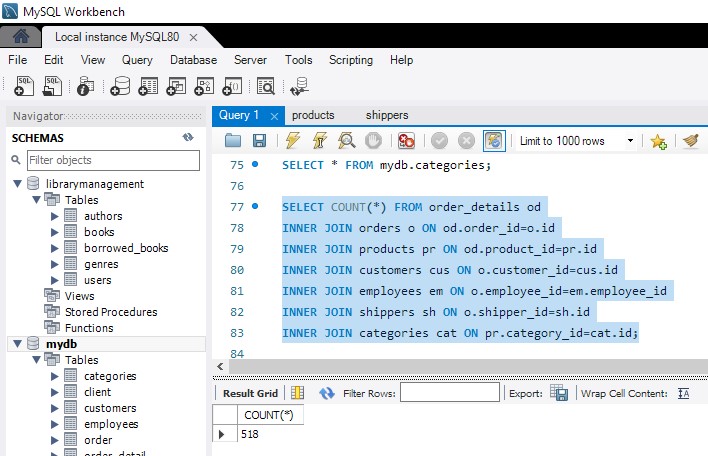 MySQL Workbench
Local instance MySQL80
File Edit View Query Database Server Tools Scripting Help
Navigator
SCHEMAS
Filter objects
librarymanagement
Tables
authors
books
borrowed_books
genres
users
Views
Stored Procedures
Functions
mydb
Tables
categories
client
customers
employees
order
order_detail
Query 1 products shippers
Limit to 1000 rows
75 SELECT * FROM mydb.categories;
76
77 SELECT COUNT(*) FROM order_details od
78 INNER JOIN orders o ON od.order_id=o.id
79 INNER JOIN products pr ON od.product_id=pr.id
80 INNER JOIN customers cus ON o.customer_id=cus.id
81 INNER JOIN employees em ON o.employee_id=em.employee_id
82 INNER JOIN shippers sh ON o.shipper_id=sh.id
83 INNER JOIN categories cat ON pr.category_id=cat.id;
84
Result Grid Filter Rows: Export: Wrap Cell Content:
COUNT(*)
518